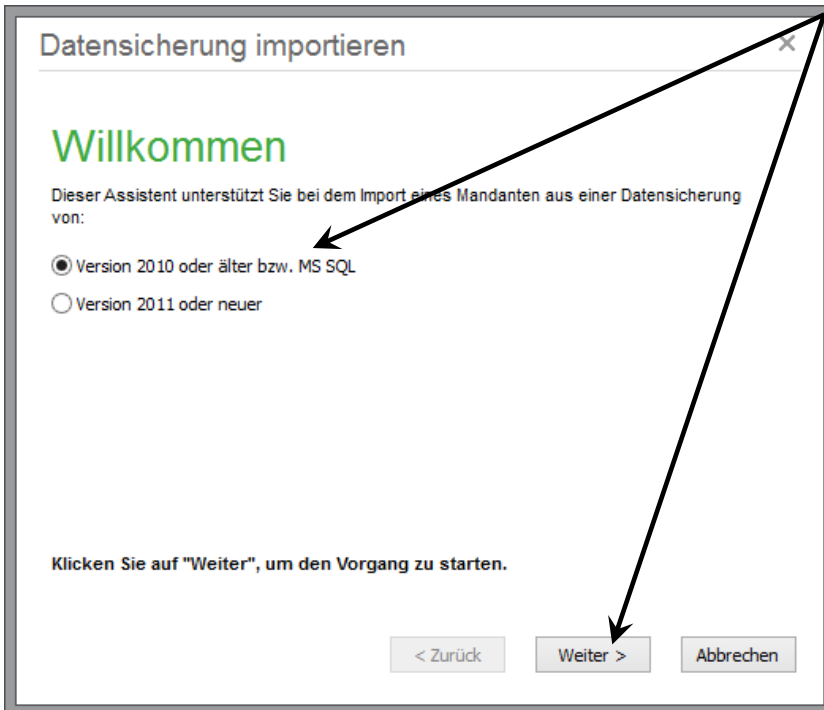 Datensicherung importieren
Willkommen
Dieser Assistent unterstützt Sie bei dem Import eines Mandanten aus einer Datensicherung
von:
Version 2010 oder älter bzw. MS SQL
Version 2011 oder neuer
Klicken Sie auf "Weiter", um den Vorgang zu starten.
< Zurück Weiter > Abbrechen